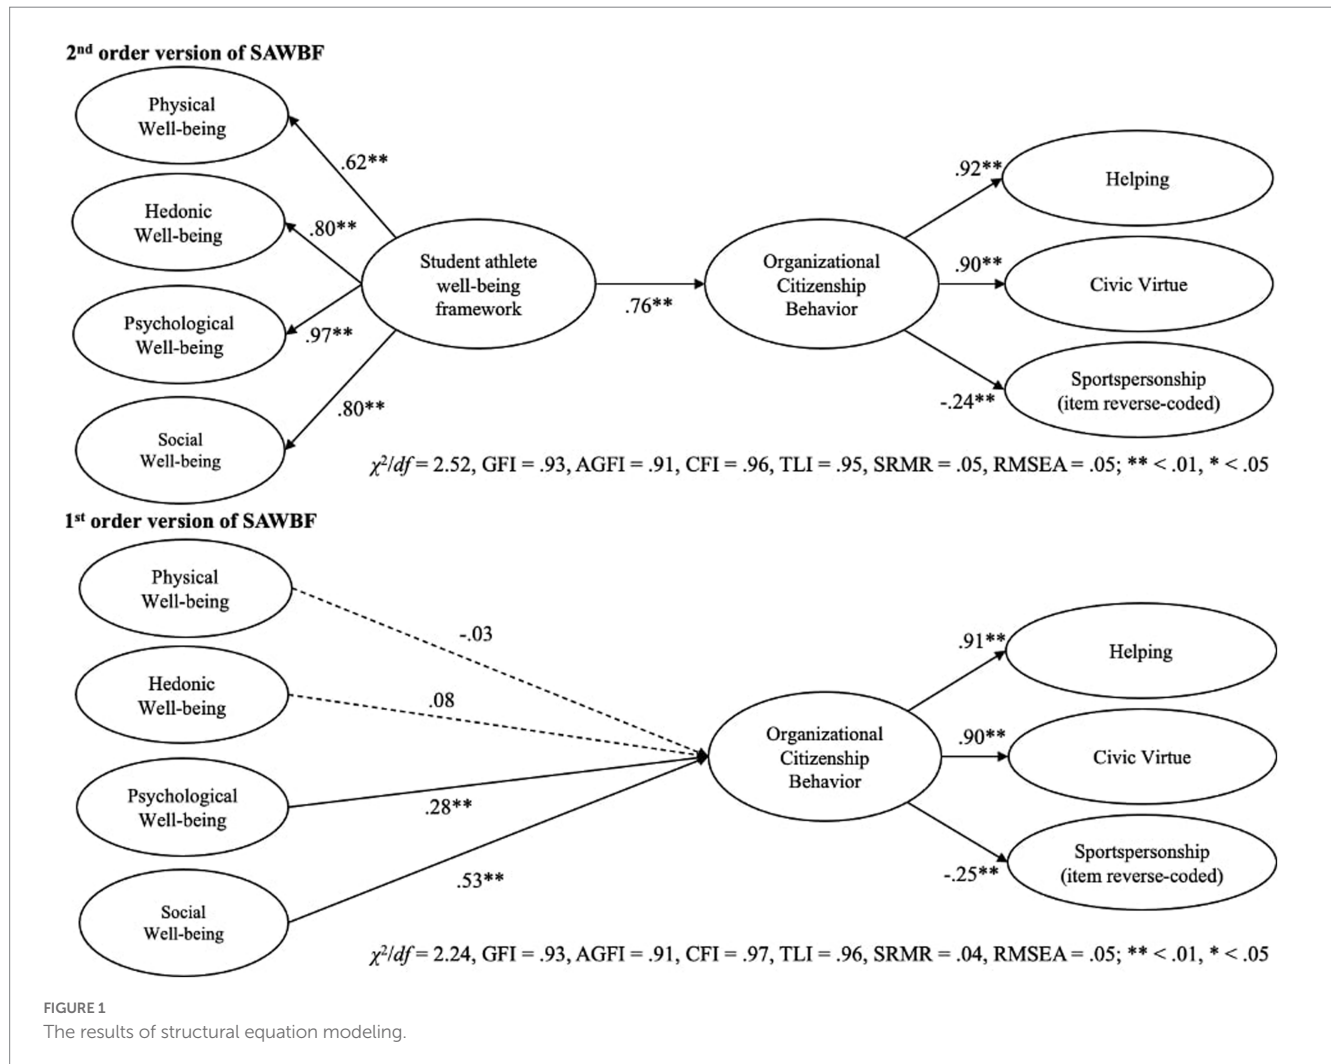 2nd order version of SAWBF
Physical
Well-being
.62**
Hedonic
Well-being
.80**
Psychological
Well-being
.97**
Social
Well-being
.80**
Student athlete
well-being
framework
.76**
Organizational
Citizenship
Behavior
.92**
Helping
.90**
Civic Virtue
-.24**
Sportspersonship
(item reverse-coded)
χ²/df = 2.52, GFI = .93, AGFI = .91, CFI = .96, TLI = .95, SRMR = .05, RMSEA = .05; ** < .01, * < .05
1st order version of SAWBF
Physical
Well-being
-.03
Hedonic
Well-being
.08
Psychological
Well-being
.28**
Social
Well-being
.53**
Organizational
Citizenship
Behavior
.91**
Helping
.90**
Civic Virtue
-.25**
Sportspersonship
(item reverse-coded)
χ²/df = 2.24, GFI = .93, AGFI = .91, CFI = .97, TLI = .96, SRMR = .04, RMSEA = .05; ** < .01, * < .05
FIGURE 1
The results of structural equation modeling.